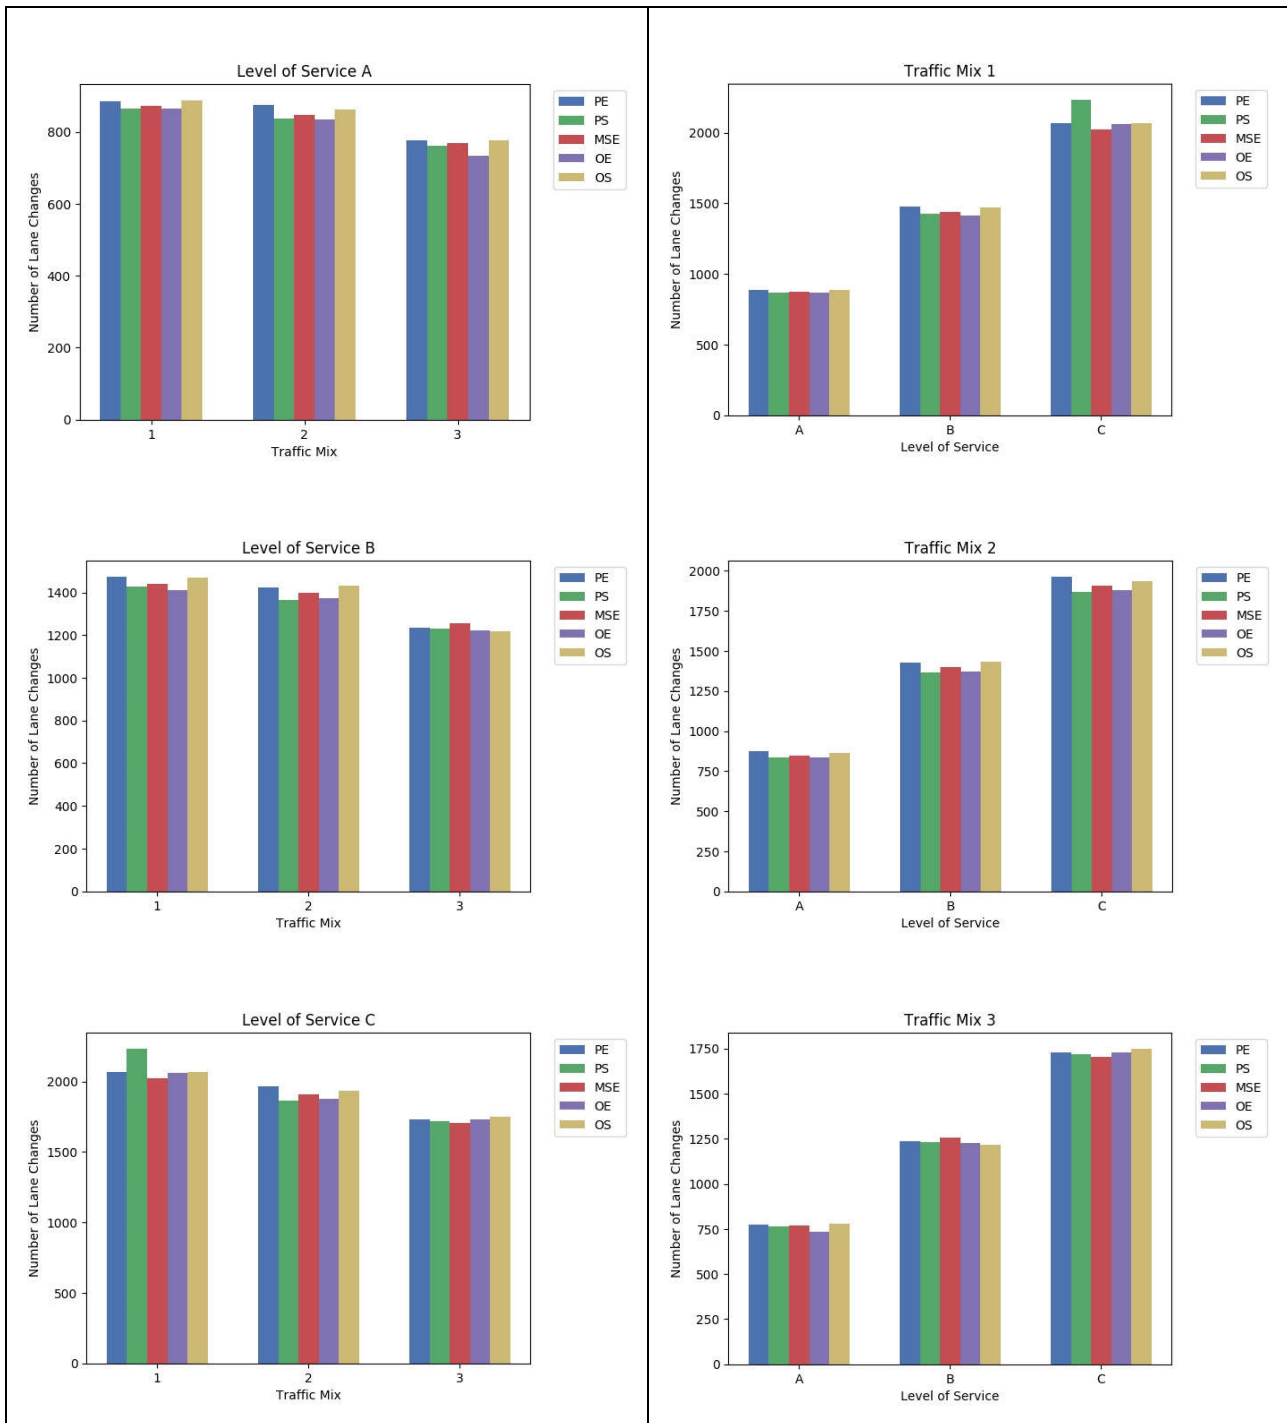 Level of Service A
Number of Lane Changes
800
600
400
200
0
1 2 3
Traffic Mix
PE
PS
MSE
OE
OS
Traffic Mix 1
Number of Lane Changes
2000
1500
1000
500
0
A B C
Level of Service
PE
PS
MSE
OE
OS
Level of Service B
Number of Lane Changes
1400
1200
1000
800
600
400
200
0
1 2 3
Traffic Mix
PE
PS
MSE
OE
OS
Traffic Mix 2
Number of Lane Changes
2000
1750
1500
1250
1000
750
500
250
0
A B C
Level of Service
PE
PS
MSE
OE
OS
Level of Service C
Number of Lane Changes
2000
1500
1000
500
0
1 2 3
Traffic Mix
PE
PS
MSE
OE
OS
Traffic Mix 3
Number of Lane Changes
1750
1500
1250
1000
750
500
250
0
A B C
Level of Service
PE
PS
MSE
OE
OS